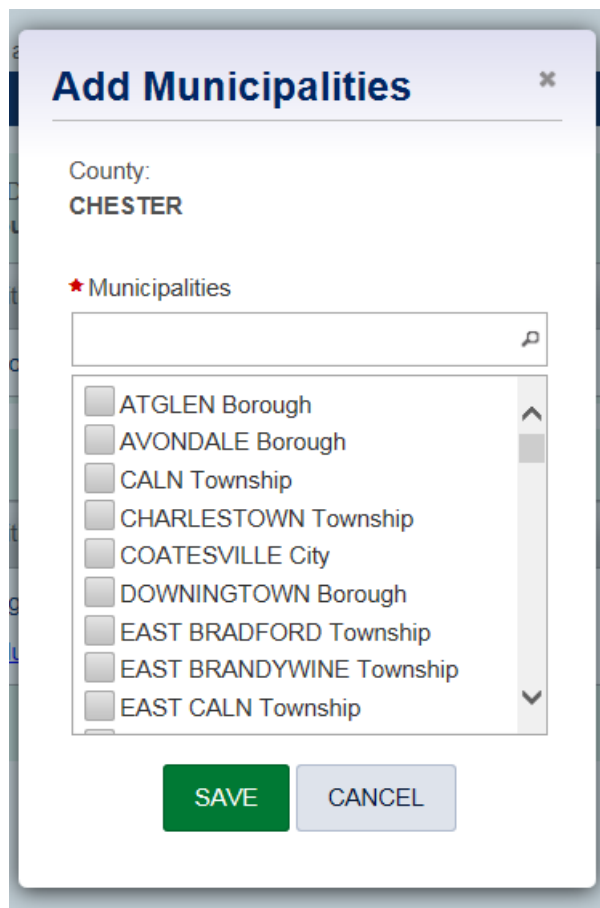 Add Municipalities
County:
CHESTER
Municipalities
ATGLEN Borough
AVONDALE Borough
CALN Township
CHARLESTOWN Township
COATESVILLE City
DOWNINGTOWN Borough
EAST BRADFORD Township
EAST BRANDYWINE Township
EAST CALN Township
SAVE
CANCEL